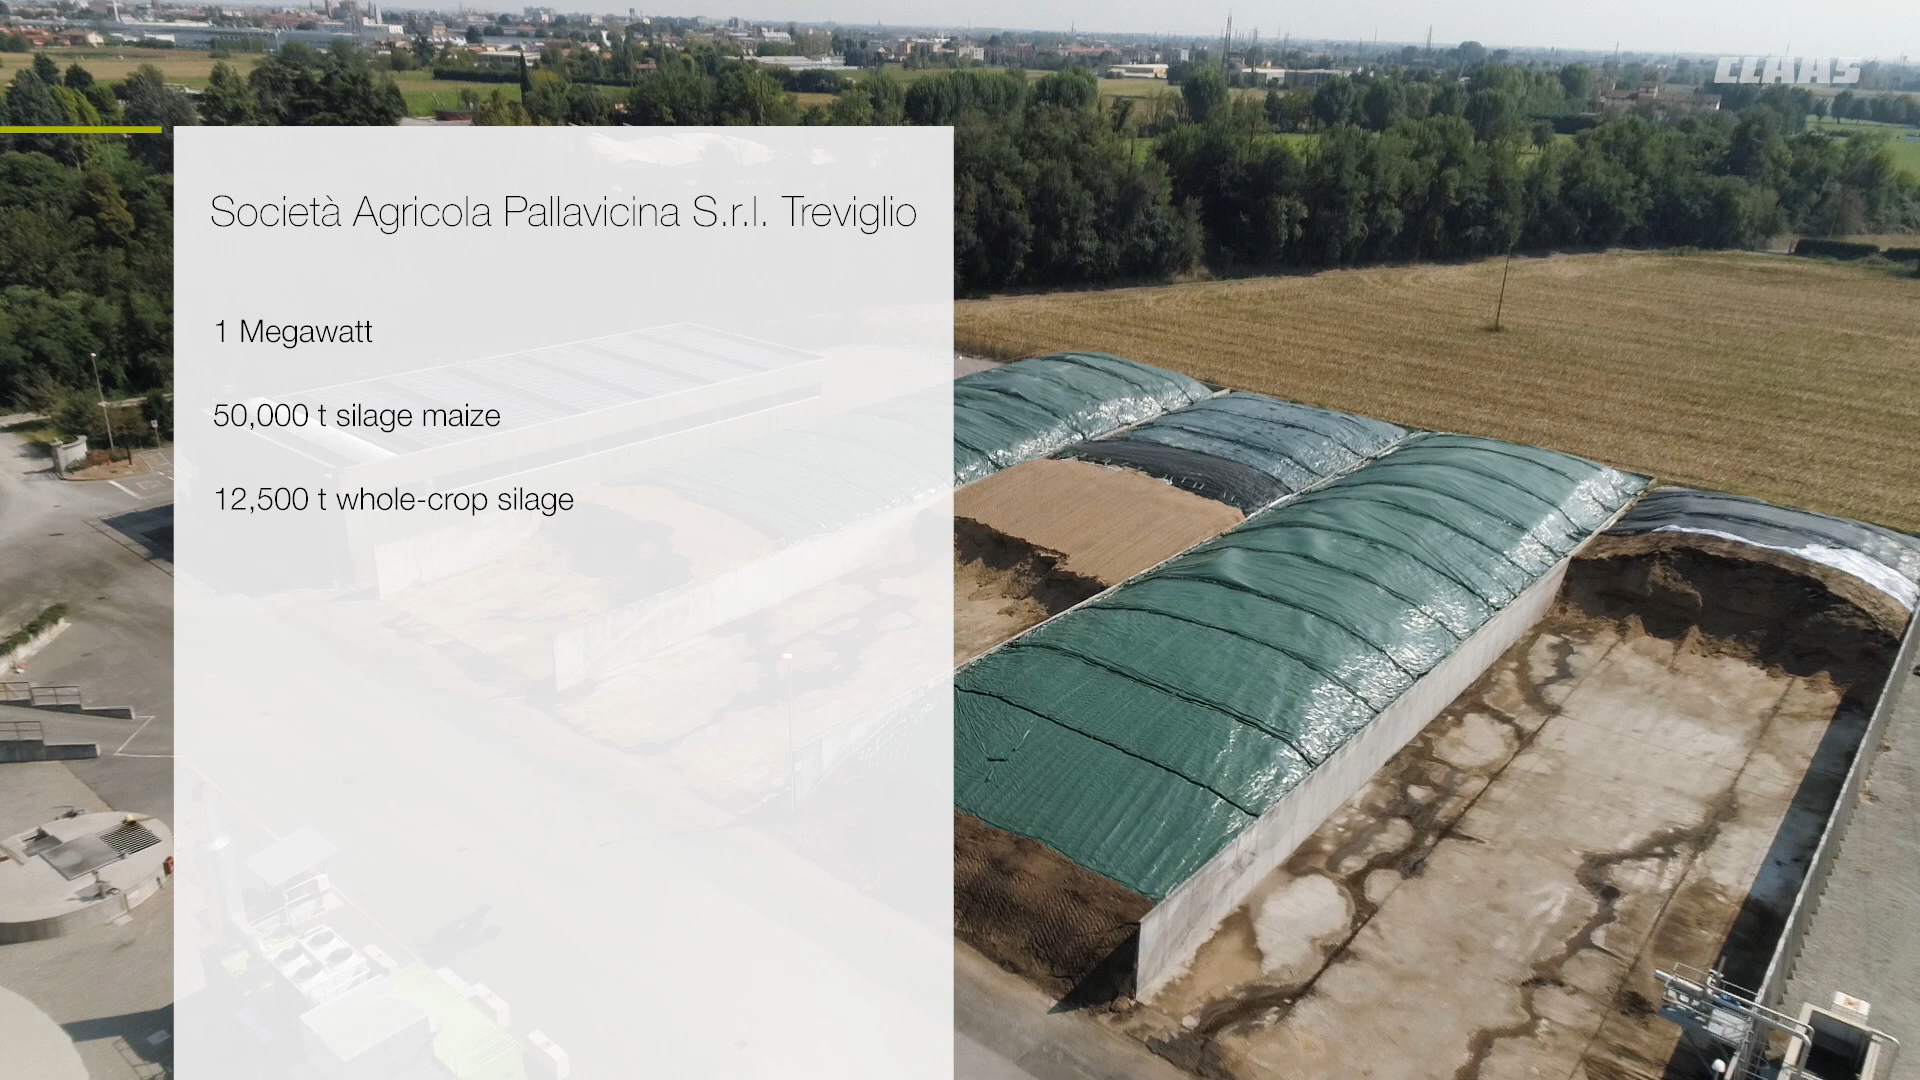 CLAAS
Società Agricola Pallavicina S.r.l. Treviglio
1 Megawatt
50,000 t silage maize
12,500 t whole-crop silage